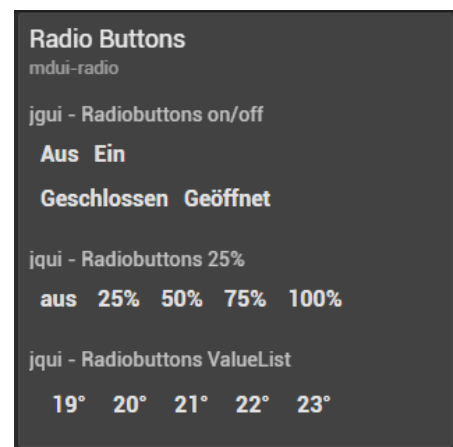 Radio Buttons
mdui-radio
jgui - Radiobuttons on/off
Aus Ein
Geschlossen Geöffnet
jqui - Radiobuttons 25%
aus 25% 50% 75% 100%
jqui - Radiobuttons ValueList
19° 20° 21° 22° 23°